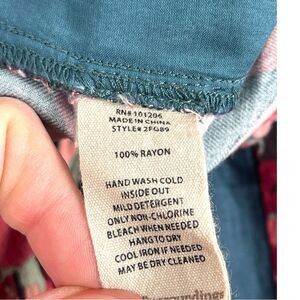 RN# 101206
MADE IN CHINA
STYLE# 2FG89
100% RAYON
HAND WASH COLD
INSIDE OUT
MILD DETERGENT
ONLY NON-CHLORINE
BLEACH WHEN NEEDED
HANG TO DRY
COOL IRON IF NEEDED
MAY BE DRY CLEANED